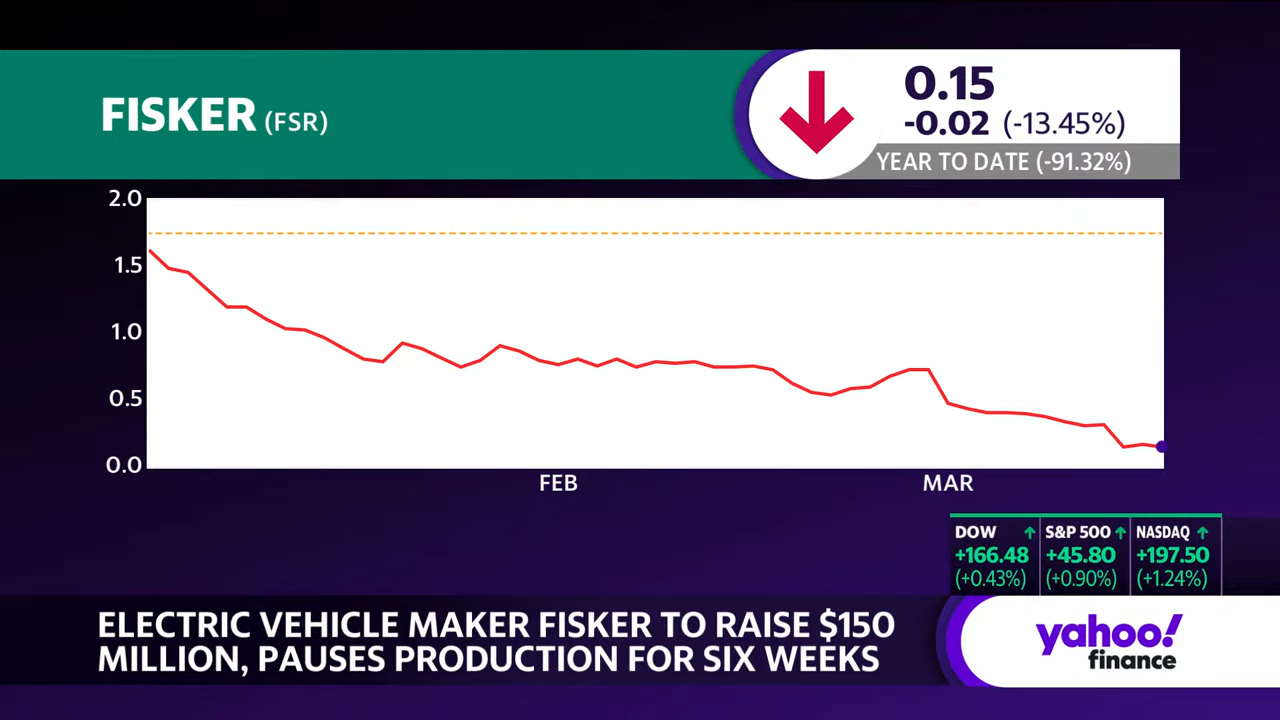 FISKER (FSR)
0.15
-0.02 (-13.45%)
YEAR TO DATE (-91.32%)
2.0
1.5
1.0
0.5
0.0
FEB MAR
DOW S&P 500 NASDAQ
+166.48 +45.80 +197.50
(+0.43%) (+0.90%) (+1.24%)
ELECTRIC VEHICLE MAKER FISKER TO RAISE $150
MILLION, PAUSES PRODUCTION FOR SIX WEEKS
yahoo!
finance